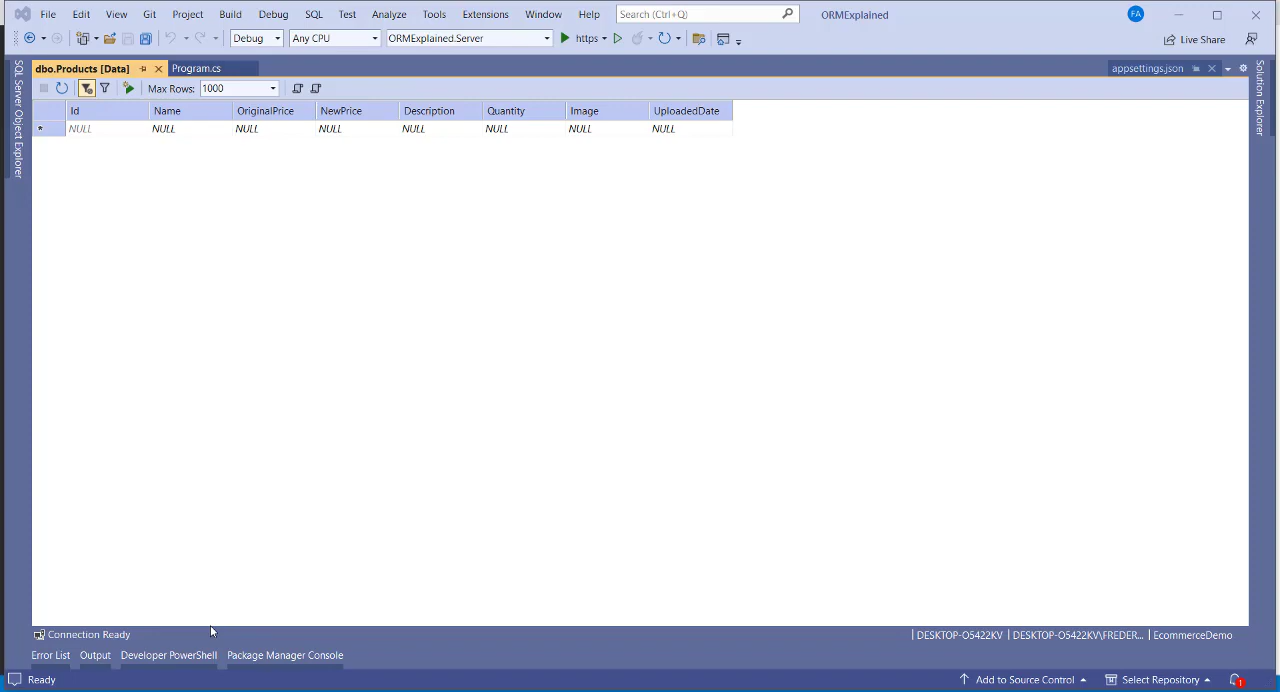 File Edit View Git Project Build Debug SQL Test Analyze Tools Extensions Window Help Search (Ctrl+Q) ORMExplained FA
Debug Any CPU ORMExplained.Server https Live Share
dbo.Products [Data] Program.cs appsettings.json
Max Rows: 1000
Id Name OriginalPrice NewPrice Description Quantity Image UploadedDate
* NULL NULL NULL NULL NULL NULL NULL NULL
SQL Server Object Explorer
Solution Explorer
Connection Ready DESKTOP-O5422KV DESKTOP-O5422KV\FREDER... EcommerceDemo
Error List Output Developer PowerShell Package Manager Console
Ready Add to Source Control Select Repository 1